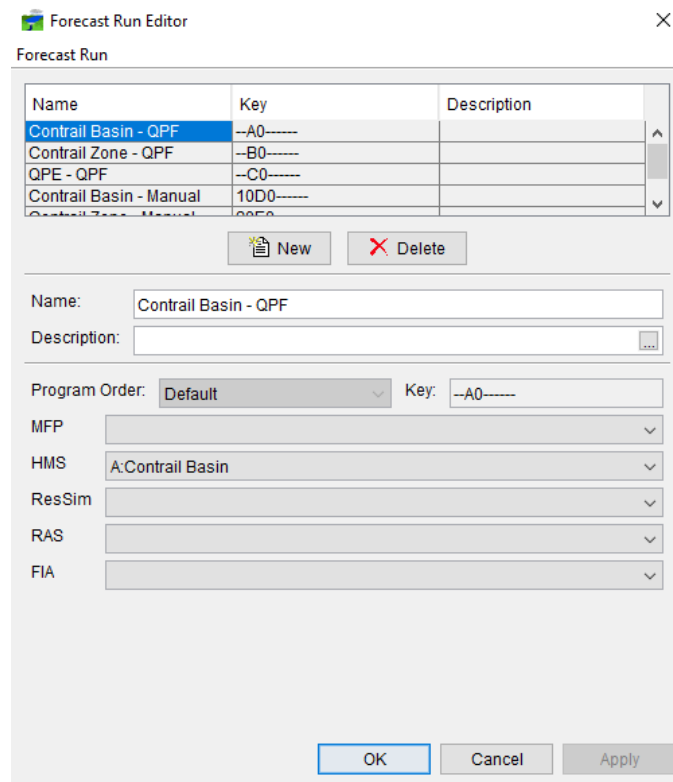 Forecast Run Editor
Forecast Run
Name Key Description
Contrail Basin - QPF --A0------
Contrail Zone - QPF --B0------
QPE - QPF --C0------
Contrail Basin - Manual 10D0------
New Delete
Name: Contrail Basin - QPF
Description: ...
Program Order: Default Key: --A0------
MFP
HMS A:Contrail Basin
ResSim
RAS
FIA
OK Cancel Apply